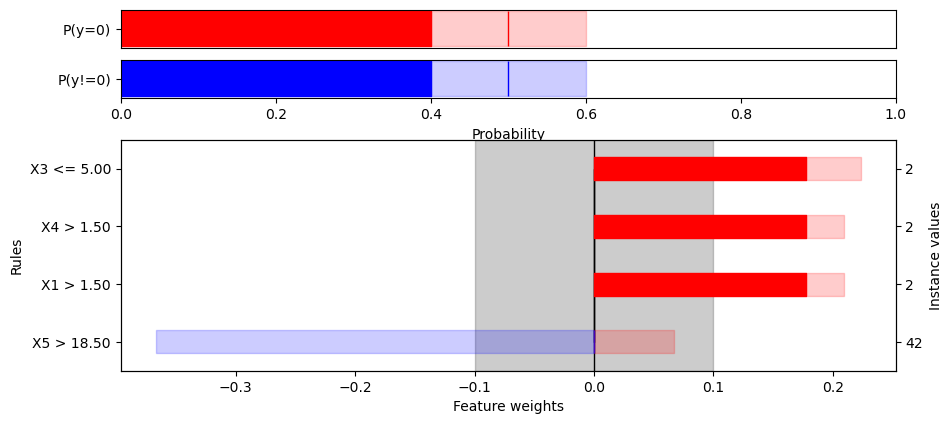 P(y=0)
P(y!=0)
0.0 0.2 0.4 0.6 0.8 1.0
Probability
X3 <= 5.00 2
X4 > 1.50 2
X1 > 1.50 2
X5 > 18.50 42
Rules
Instance values
−0.3 −0.2 −0.1 0.0 0.1 0.2
Feature weights